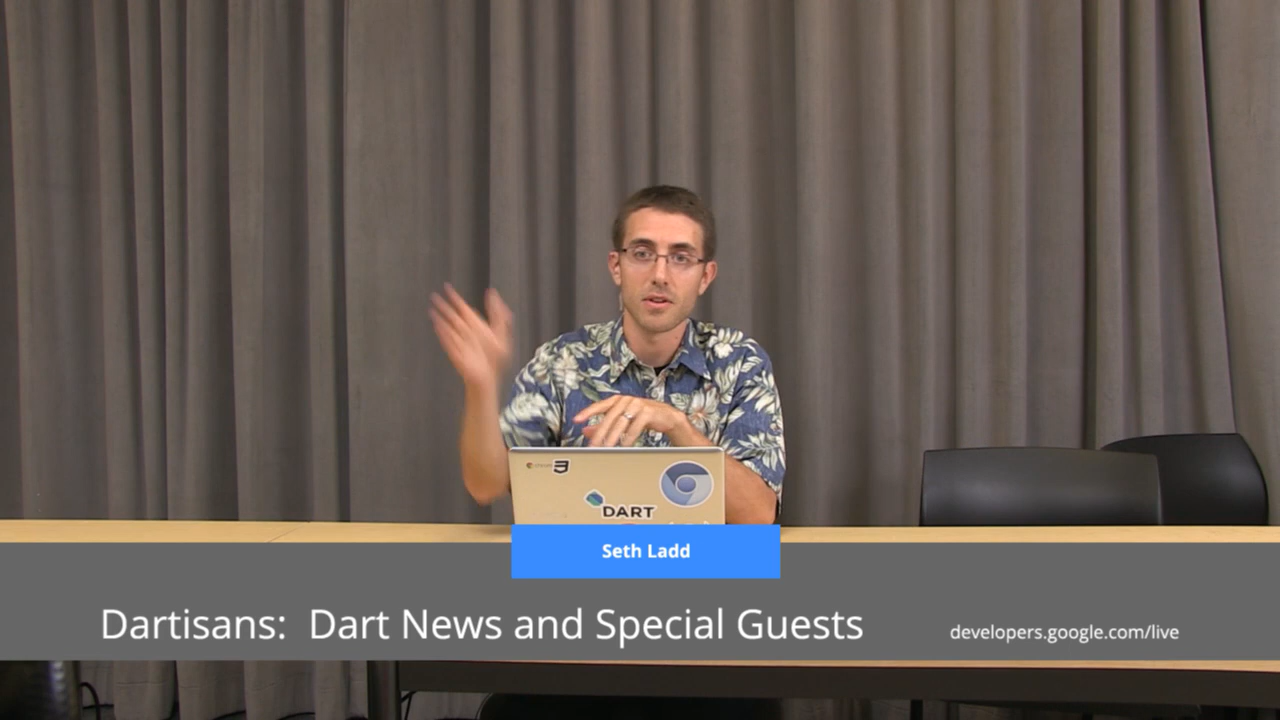 DART
Seth Ladd
Dartisans: Dart News and Special Guests
developers.google.com/live